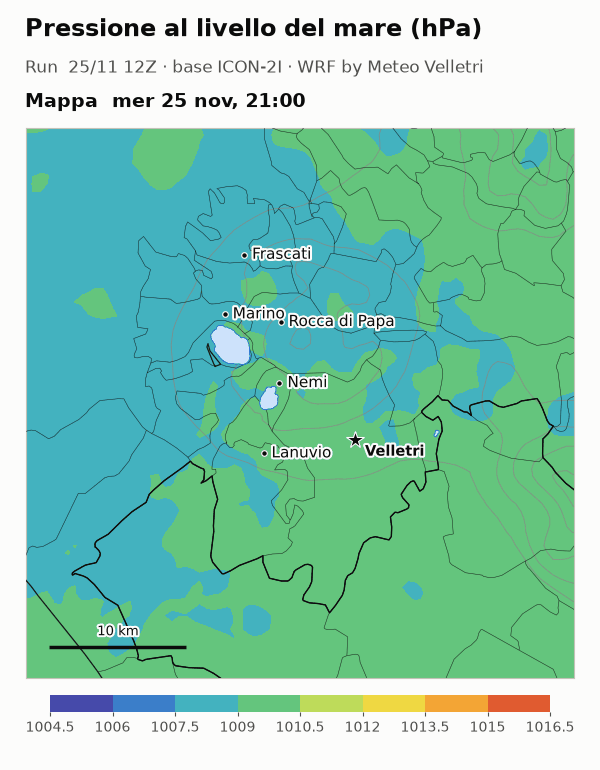 Pressione al livello del mare (hPa)
Run  25/11 12Z · base ICON-2I · WRF by Meteo Velletri
Mappa  mer 25 nov, 21:00
Frascati
Marino
Rocca di Papa
Nemi
Velletri
Lanuvio
10 km
1004.5 1006 1007.5 1009 1010.5 1012 1013.5 1015 1016.5